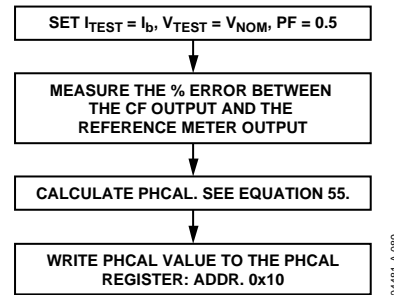 SET ITEST = Ib, VTEST = VNOM, PF = 0.5
MEASURE THE % ERROR BETWEEN
THE CF OUTPUT AND THE
REFERENCE METER OUTPUT
CALCULATE PHCAL. SEE EQUATION 55.
WRITE PHCAL VALUE TO THE PHCAL
REGISTER: ADDR. 0x10